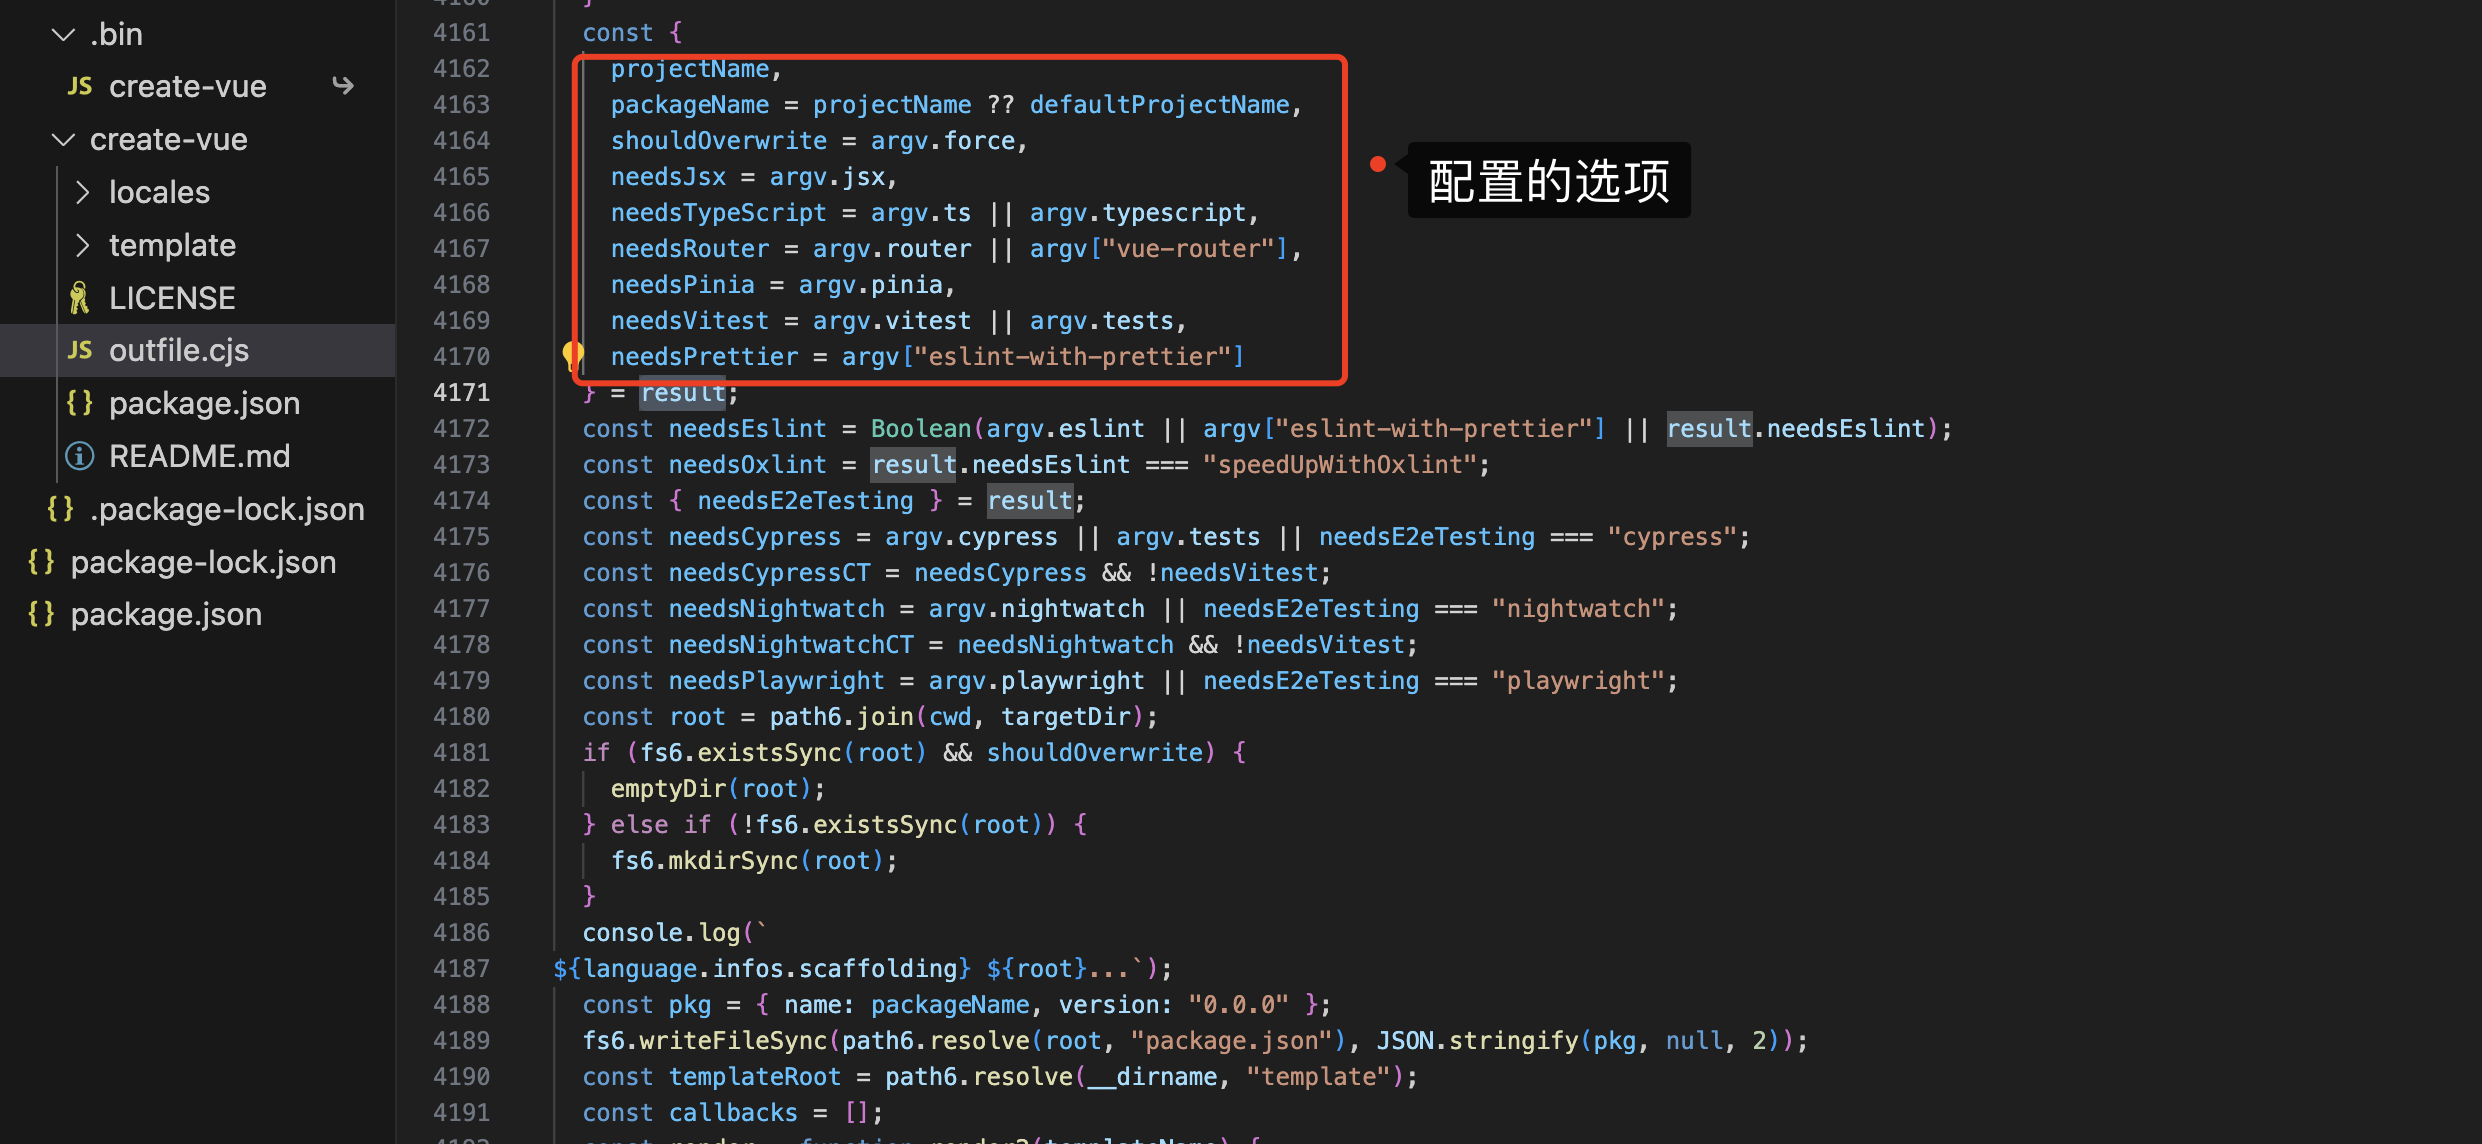 .bin
JS create-vue
create-vue
locales
template
LICENSE
JS outfile.cjs
{} package.json
README.md
{} .package-lock.json
{} package-lock.json
{} package.json
4161 const {
4162 projectName,
4163 packageName = projectName ?? defaultProjectName,
4164 shouldOverwrite = argv.force,
4165 needsJsx = argv.jsx,
4166 needsTypeScript = argv.ts || argv.typescript,
4167 needsRouter = argv.router || argv["vue-router"],
4168 needsPinia = argv.pinia,
4169 needsVitest = argv.vitest || argv.tests,
4170 needsPrettier = argv["eslint-with-prettier"]
4171 } = result;
4172 const needsEslint = Boolean(argv.eslint || argv["eslint-with-prettier"] || result.needsEslint);
4173 const needsOxlint = result.needsEslint === "speedUpWithOxlint";
4174 const { needsE2eTesting } = result;
4175 const needsCypress = argv.cypress || argv.tests || needsE2eTesting === "cypress";
4176 const needsCypressCT = needsCypress && !needsVitest;
4177 const needsNightwatch = argv.nightwatch || needsE2eTesting === "nightwatch";
4178 const needsNightwatchCT = needsNightwatch && !needsVitest;
4179 const needsPlaywright = argv.playwright || needsE2eTesting === "playwright";
4180 const root = path6.join(cwd, targetDir);
4181 if (fs6.existsSync(root) && shouldOverwrite) {
4182 emptyDir(root);
4183 } else if (!fs6.existsSync(root)) {
4184 fs6.mkdirSync(root);
4185 }
4186 console.log(`
4187 ${language.infos.scaffolding} ${root}...`);
4188 const pkg = { name: packageName, version: "0.0.0" };
4189 fs6.writeFileSync(path6.resolve(root, "package.json"), JSON.stringify(pkg, null, 2));
4190 const templateRoot = path6.resolve(__dirname, "template");
4191 const callbacks = [];
配置的选项